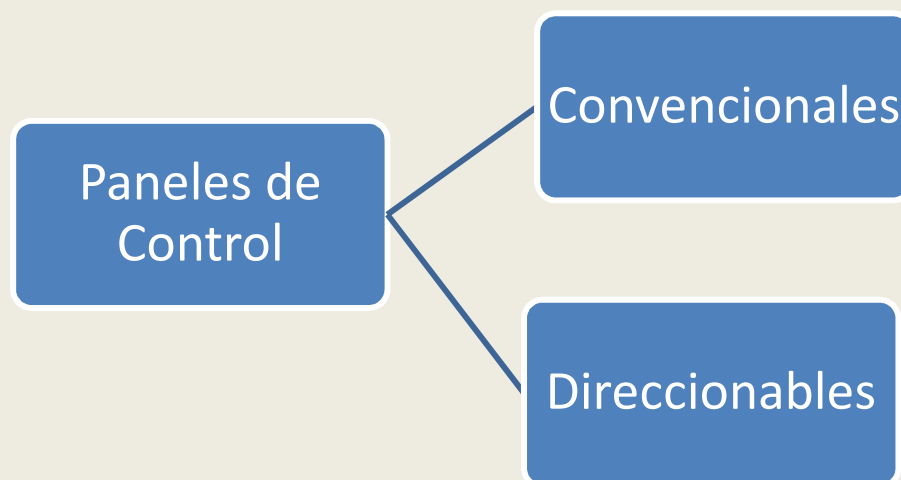 Paneles de
Control
Convencionales
Direccionables